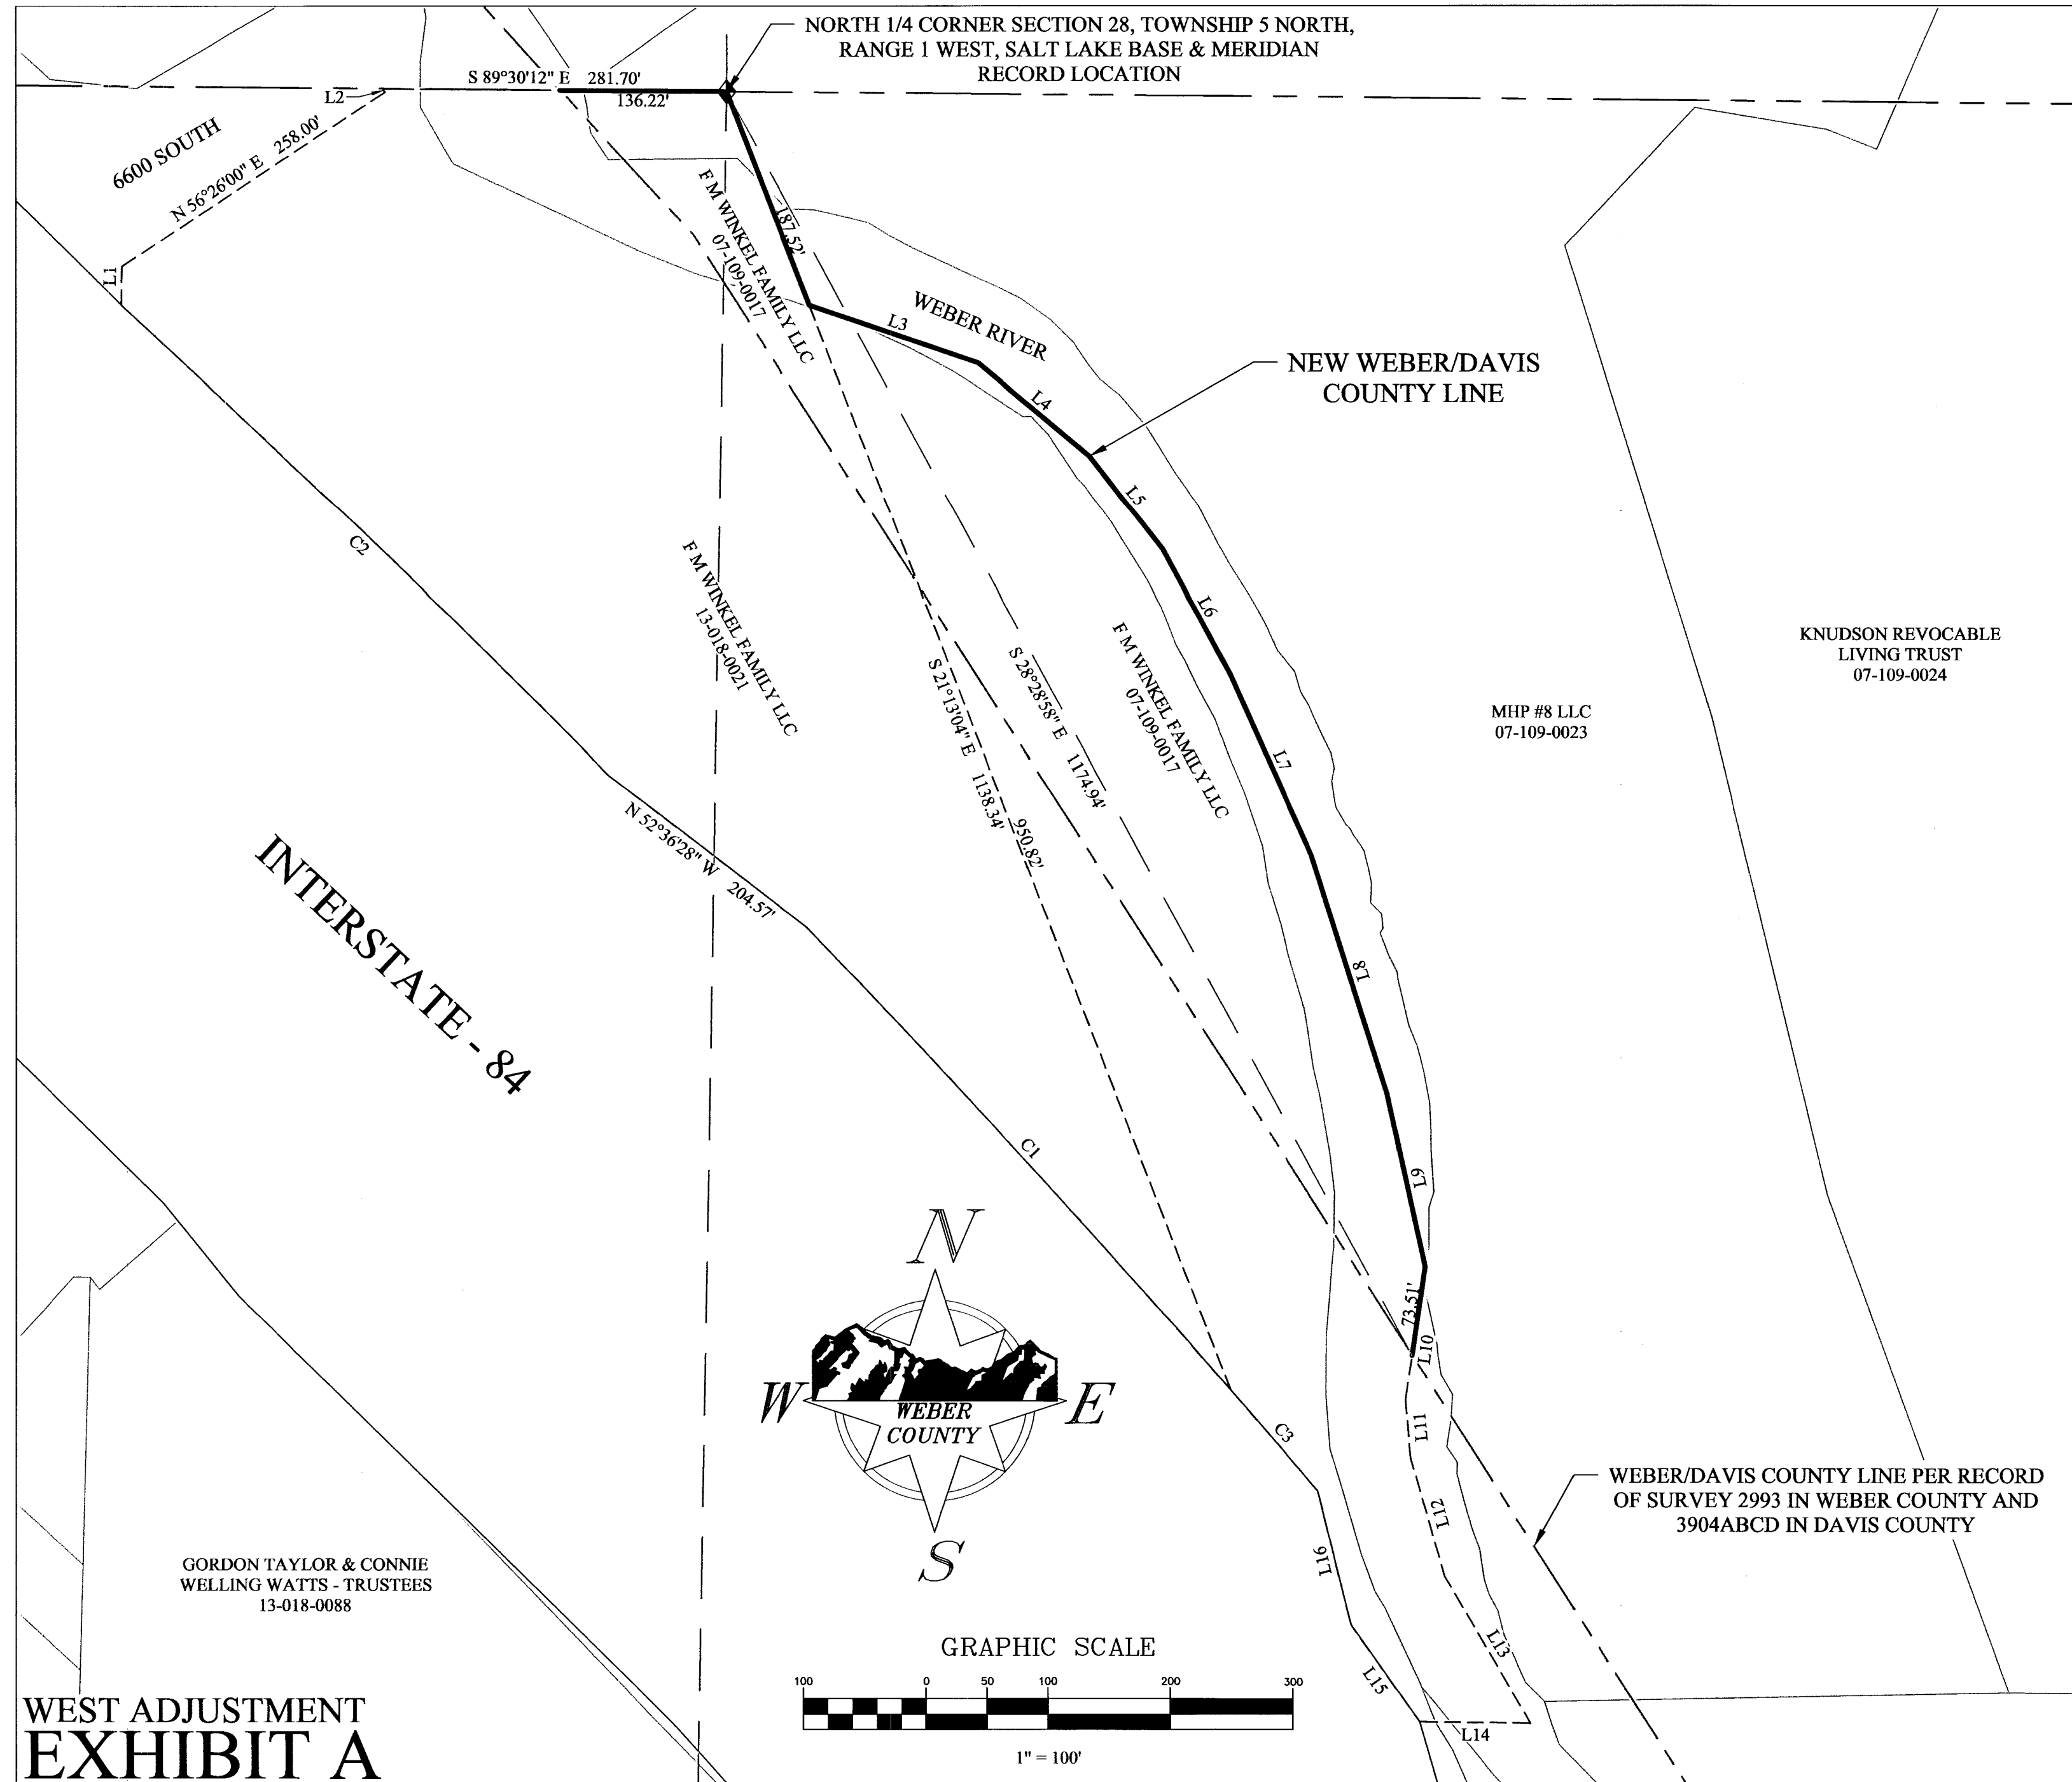 NORTH 1/4 CORNER SECTION 28, TOWNSHIP 5 NORTH,
RANGE 1 WEST, SALT LAKE BASE & MERIDIAN
RECORD LOCATION
S 89°30'12" E 281.70'
136.22'
L2
6600 SOUTH
N 56°26'00" E 258.00'
L1
F M WINKEL FAMILY LLC
07-109-0017
187.52'
L3
WEBER RIVER
NEW WEBER/DAVIS
COUNTY LINE
L4
L5
C2
F M WINKEL FAMILY LLC
13-018-0021
L6
S 21°13'04" E 1138.34'
950.82'
S 28°28'58" E 1174.94'
F M WINKEL FAMILY LLC
07-109-0017
L7
KNUDSON REVOCABLE
LIVING TRUST
07-109-0024
MHP #8 LLC
07-109-0023
N 52°36'28" W 204.57'
INTERSTATE - 84
L8
C1
L9
73.51'
L10
L11
C3
L12
N
W
E
S
WEBER
COUNTY
WEBER/DAVIS COUNTY LINE PER RECORD
OF SURVEY 2993 IN WEBER COUNTY AND
3904ABCD IN DAVIS COUNTY
L16
L13
L15
L14
GORDON TAYLOR & CONNIE
WELLING WATTS - TRUSTEES
13-018-0088
GRAPHIC SCALE
100 0 50 100 200 300
1" = 100'
WEST ADJUSTMENT
EXHIBIT A